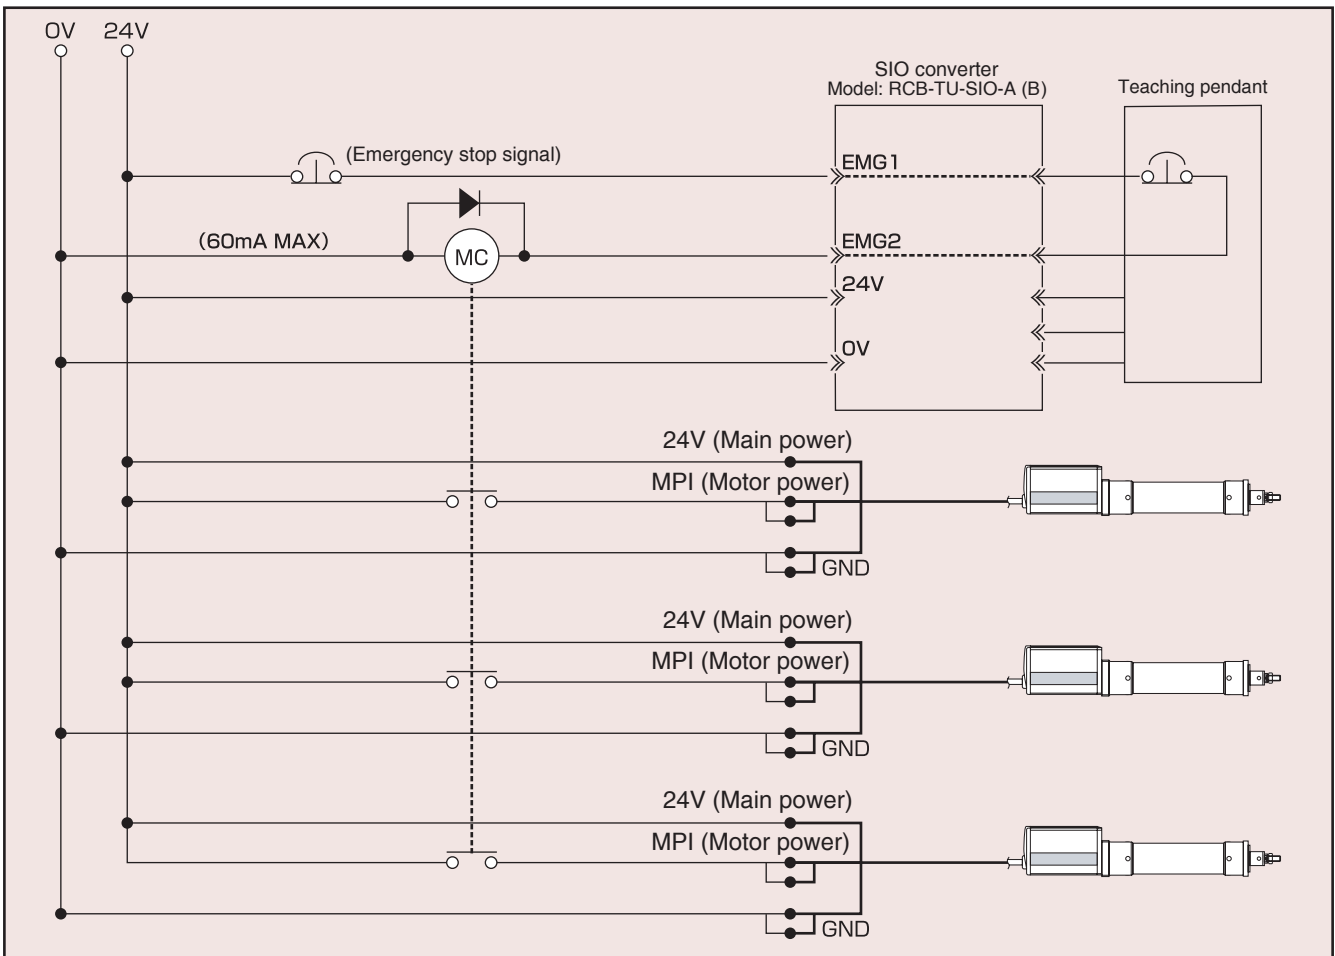 0V 24V
SIO converter
Model: RCB-TU-SIO-A (B)
Teaching pendant
(Emergency stop signal)
EMG1
(60mA MAX)
MC
EMG2
24V
0V
24V (Main power)
MPI (Motor power)
GND
24V (Main power)
MPI (Motor power)
GND
24V (Main power)
MPI (Motor power)
GND